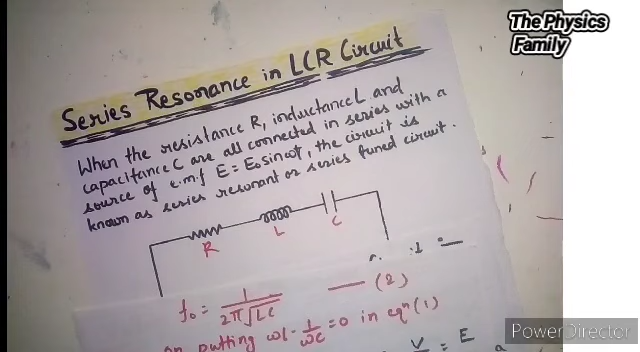 The Physics
Family
Series Resonance in LCR Circuit
When the resistance R, inductance L and
capacitance C are all connected in series with a
source of e.m.f E = E₀ sinωt, the circuit is
known as series resonant or series tuned circuit.
R L C
f₀ = 1/2π√LC —— (2)
on putting ωL - 1/ωC = 0 in eqⁿ (1)
V = E
PowerDirector